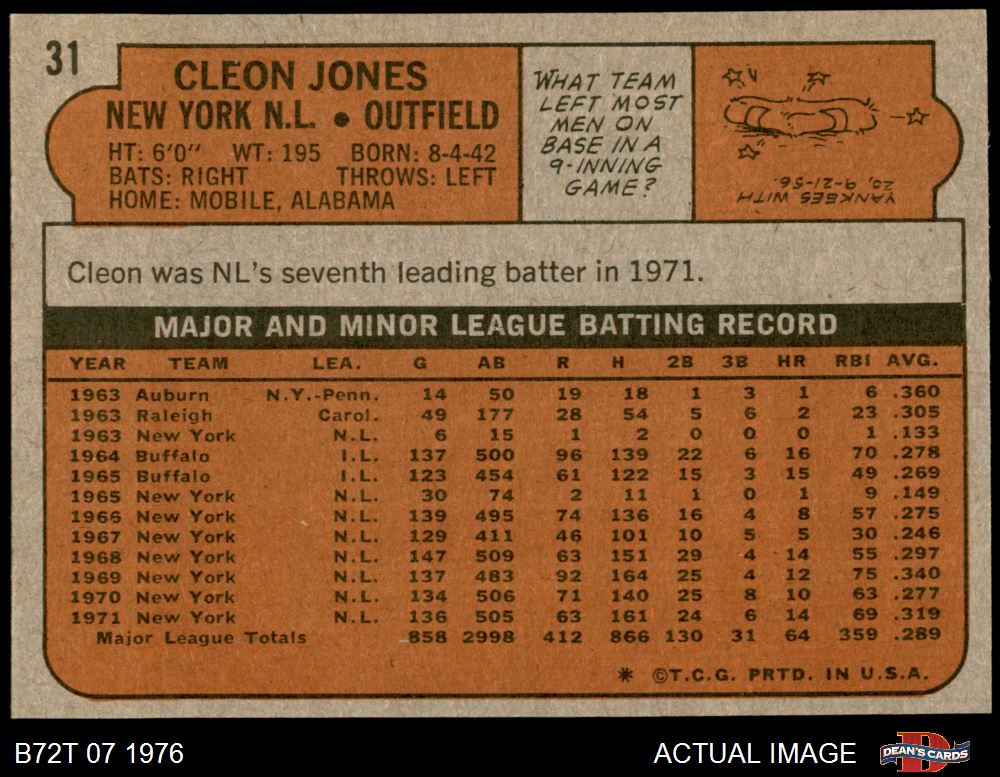 31
CLEON JONES
NEW YORK N.L. • OUTFIELD
HT: 6'0" WT: 195 BORN: 8-4-42
BATS: RIGHT THROWS: LEFT
HOME: MOBILE, ALABAMA
WHAT TEAM
LEFT MOST
MEN ON
BASE IN A
9-INNING
GAME?
YANKEES WITH
20, 9-21-56.
Cleon was NL's seventh leading batter in 1971.
MAJOR AND MINOR LEAGUE BATTING RECORD
YEAR TEAM LEA. G AB R H 2B 3B HR RBI AVG.
1963 Auburn N.Y.-Penn. 14 50 19 18 1 3 1 6 .360
1963 Raleigh Carol. 49 177 28 54 5 6 2 23 .305
1963 New York N.L. 6 15 1 2 0 0 0 1 .133
1964 Buffalo I.L. 137 500 96 139 22 6 16 70 .278
1965 Buffalo I.L. 123 454 61 122 15 3 15 49 .269
1965 New York N.L. 30 74 2 11 1 0 1 9 .149
1966 New York N.L. 139 495 74 136 16 4 8 57 .275
1967 New York N.L. 129 411 46 101 10 5 5 30 .246
1968 New York N.L. 147 509 63 151 29 4 14 55 .297
1969 New York N.L. 137 483 92 164 25 4 12 75 .340
1970 New York N.L. 134 506 71 140 25 8 10 63 .277
1971 New York N.L. 136 505 63 161 24 6 14 69 .319
Major League Totals 858 2998 412 866 130 31 64 359 .289
* ©T.C.G. PRTD. IN U.S.A.
B72T 07 1976
ACTUAL IMAGE
DEAN'S CARDS